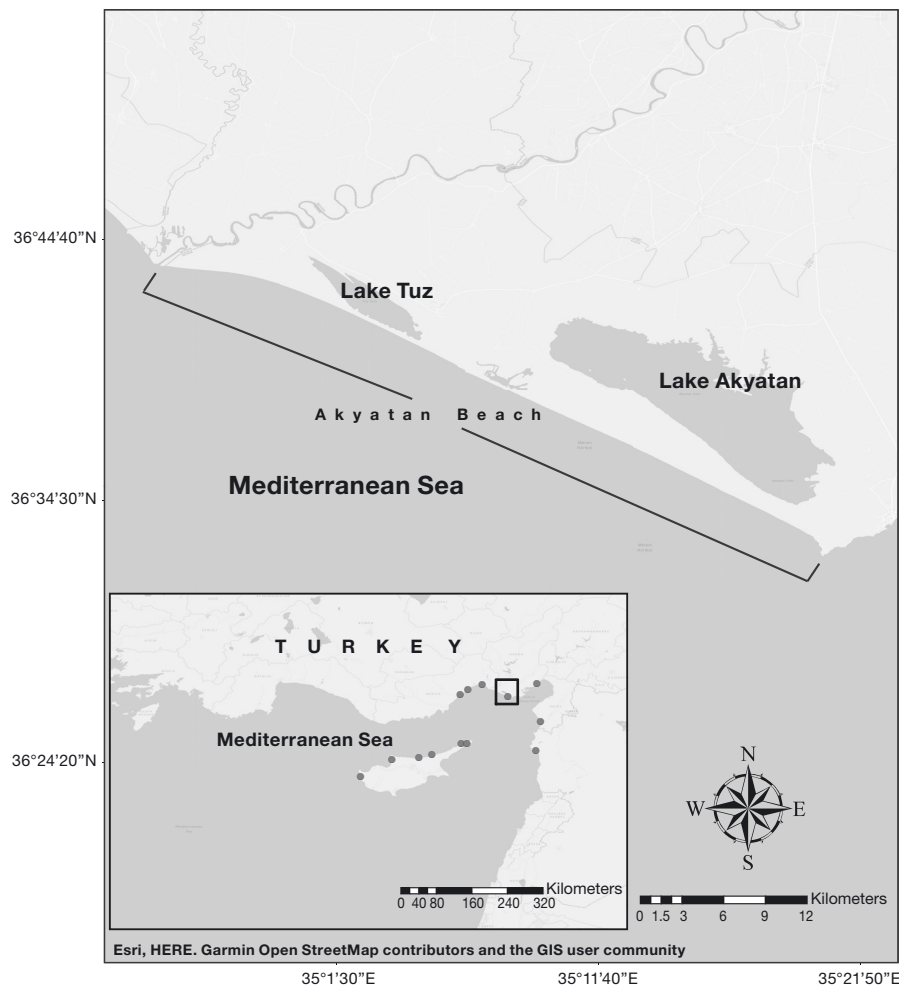 36°44'40"N
Lake Tuz
Lake Akyatan
Akyatan Beach
Mediterranean Sea
36°34'30"N
TURKEY
Mediterranean Sea
36°24'20"N
N
W
E
S
Kilometers
0 40 80 160 240 320
Kilometers
0 1.5 3 6 9 12
Esri, HERE. Garmin Open StreetMap contributors and the GIS user community
35°1'30"E
35°11'40"E
35°21'50"E